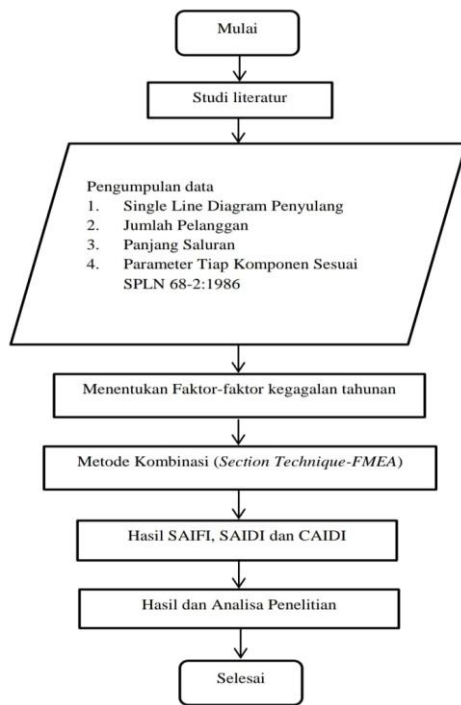 Mulai
Studi literatur
Pengumpulan data
1. Single Line Diagram Penyulang
2. Jumlah Pelanggan
3. Panjang Saluran
4. Parameter Tiap Komponen Sesuai
SPLN 68-2:1986
Menentukan Faktor-faktor kegagalan tahunan
Metode Kombinasi (Section Technique-FMEA)
Hasil SAIFI, SAIDI dan CAIDI
Hasil dan Analisa Penelitian
Selesai